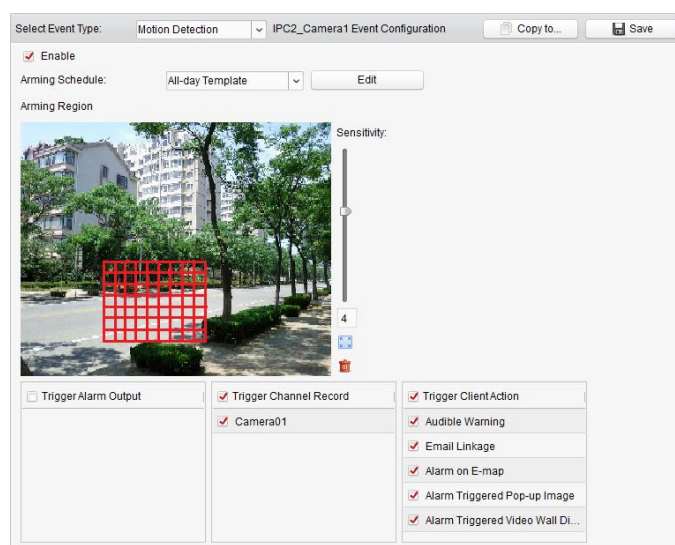 Select Event Type: Motion Detection IPC2_Camera1 Event Configuration Copy to... Save
Enable
Arming Schedule: All-day Template Edit
Arming Region
Sensitivity:
4
Trigger Alarm Output
Trigger Channel Record
Camera01
Trigger Client Action
Audible Warning
Email Linkage
Alarm on E-map
Alarm Triggered Pop-up Image
Alarm Triggered Video Wall Di...